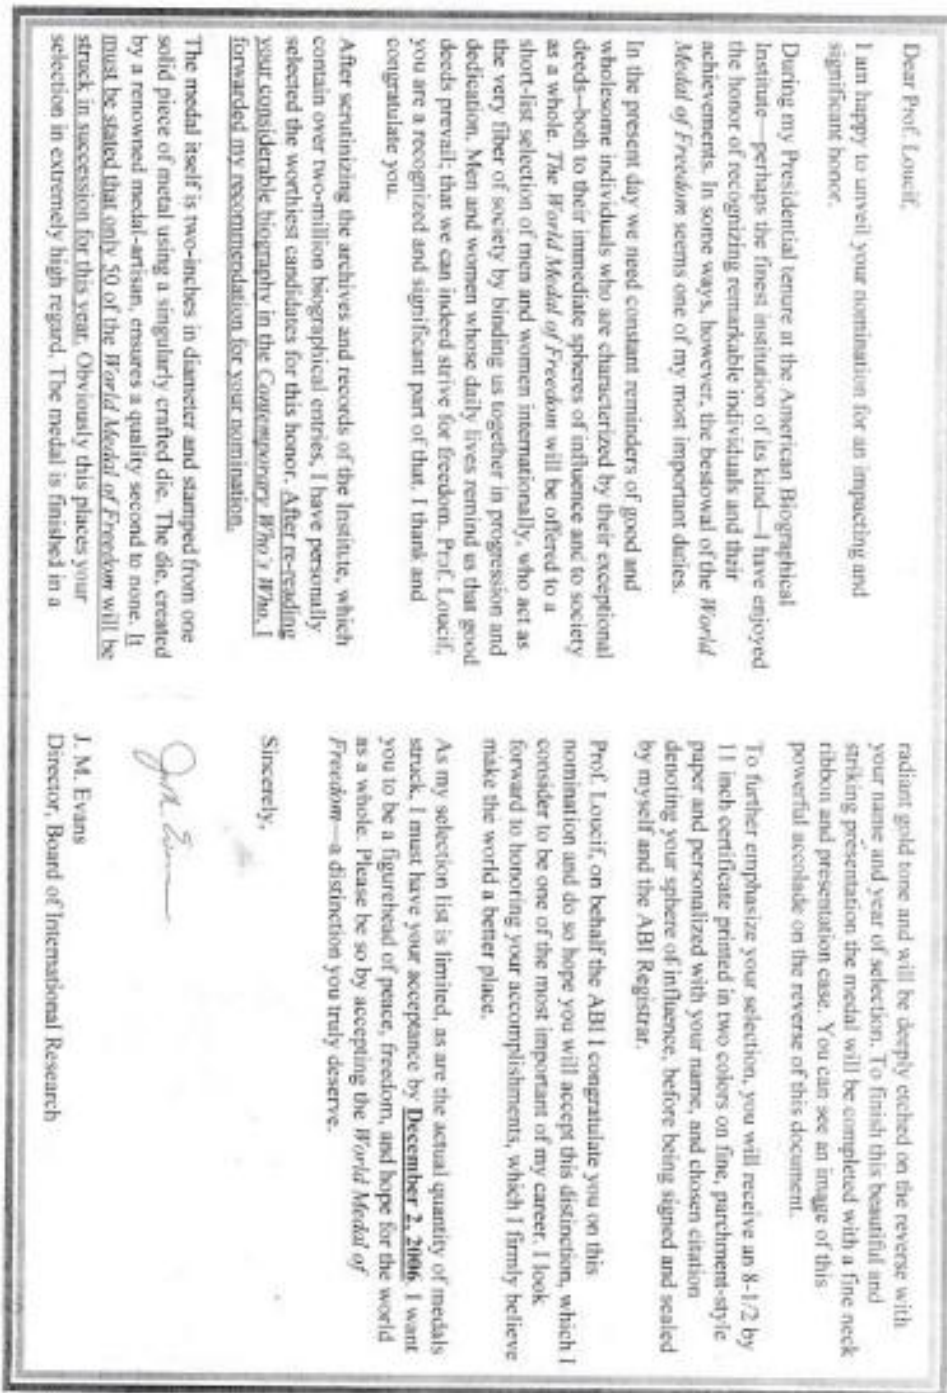 Dear Prof. Loucif,
I am happy to unveil your nomination for an impacting and
significant honor.
During my Presidential tenure at the American Biographical
Institute—perhaps the finest institution of its kind—I have enjoyed
the honor of recognizing remarkable individuals and their
achievements. In some ways, however, the bestowal of the World
Medal of Freedom seems one of my most important duties.
In the present day we need constant reminders of good and
wholesome individuals who are characterized by their exceptional
deeds—both to their immediate spheres of influence and to society
as a whole. The World Medal of Freedom will be offered to a
short-list selection of men and women internationally, who act as
the very fiber of society by binding us together in progression and
dedication. Men and women whose daily lives remind us that good
deeds prevail; that we can indeed strive for freedom. Prof. Loucif,
you are a recognized and significant part of that. I thank and
congratulate you.
After scrutinizing the archives and records of the Institute, which
contain over two-million biographical entries, I have personally
selected the worthiest candidates for this honor. After re-reading
your considerable biography in the Contemporary Who's Who, I
forwarded my recommendation for your nomination.
The medal itself is two-inches in diameter and stamped from one
solid piece of metal using a singularly crafted die. The die, created
by a renowned medal-artisan, ensures a quality second to none. It
must be stated that only 50 of the World Medal of Freedom will be
struck in succession for this year. Obviously this places your
selection in extremely high regard. The medal is finished in a
radiant gold tone and will be deeply etched on the reverse with
your name and year of selection. To finish this beautiful and
striking presentation the medal will be completed with a fine neck
ribbon and presentation case. You can see an image of this
powerful accolade on the reverse of this document.
To further emphasize your selection, you will receive an 8-1/2 by
11 inch certificate printed in two colors on fine, parchment-style
paper and personalized with your name, and chosen citation
denoting your sphere of influence, before being signed and sealed
by myself and the ABI Registrar.
Prof. Loucif, on behalf the ABI I congratulate you on this
nomination and do so hope you will accept this distinction, which I
consider to be one of the most important of my career. I look
forward to honoring your accomplishments, which I firmly believe
make the world a better place.
As my selection list is limited, as are the actual quantity of medals
struck, I must have your acceptance by December 2, 2006. I want
you to be a figurehead of peace, freedom, and hope for the world
as a whole. Please be so by accepting the World Medal of
Freedom—a distinction you truly deserve.
Sincerely,
J. M. Evans
Director, Board of International Research